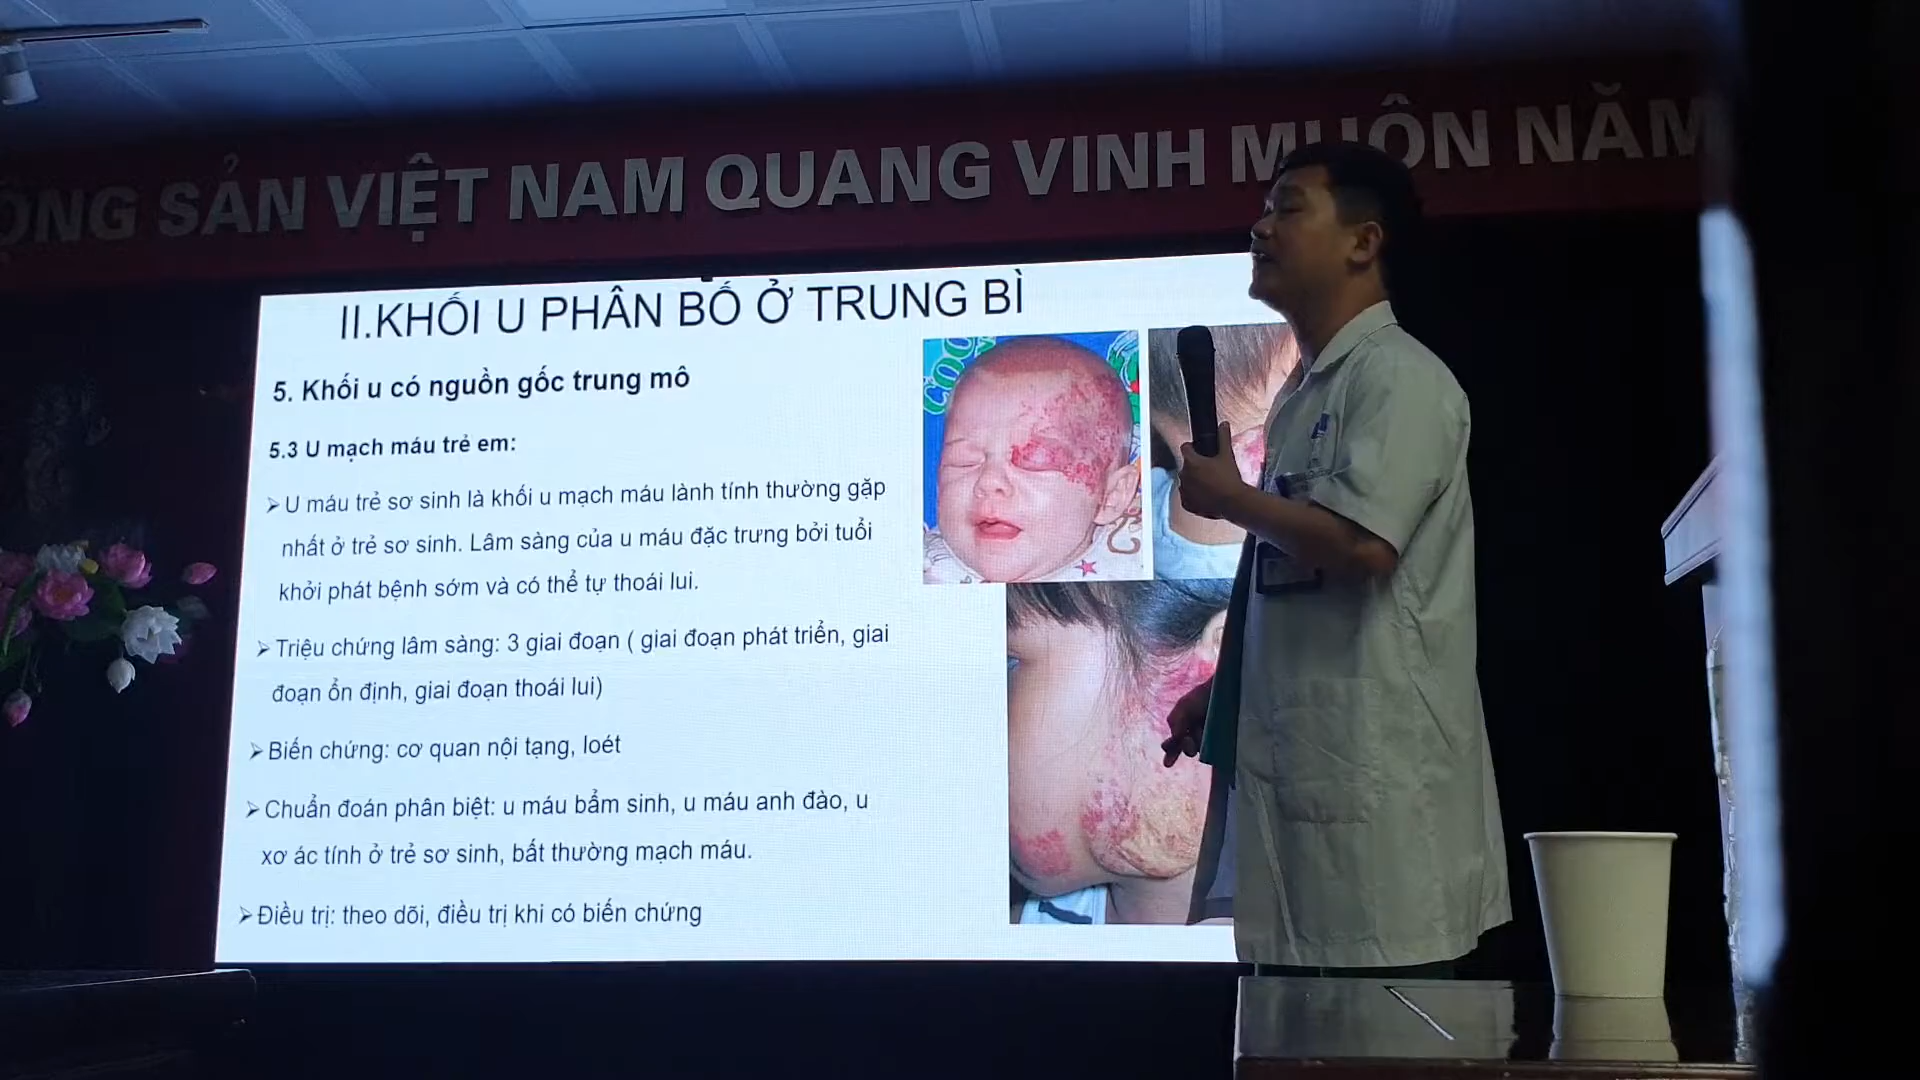 SẢN VIỆT NAM QUANG VINH MUÔN NĂM
II.KHỐI U PHÂN BỐ Ở TRUNG BÌ
5. Khối u có nguồn gốc trung mô
5.3 U mạch máu trẻ em:
➢U máu trẻ sơ sinh là khối u mạch máu lành tính thường gặp
nhất ở trẻ sơ sinh. Lâm sàng của u máu đặc trưng bởi tuổi
khởi phát bệnh sớm và có thể tự thoái lui.
➢Triệu chứng lâm sàng: 3 giai đoạn ( giai đoạn phát triển, giai
đoạn ổn định, giai đoạn thoái lui)
➢Biến chứng: cơ quan nội tạng, loét
➢Chuẩn đoán phân biệt: u máu bẩm sinh, u máu anh đào, u
xơ ác tính ở trẻ sơ sinh, bất thường mạch máu.
➢Điều trị: theo dõi, điều trị khi có biến chứng